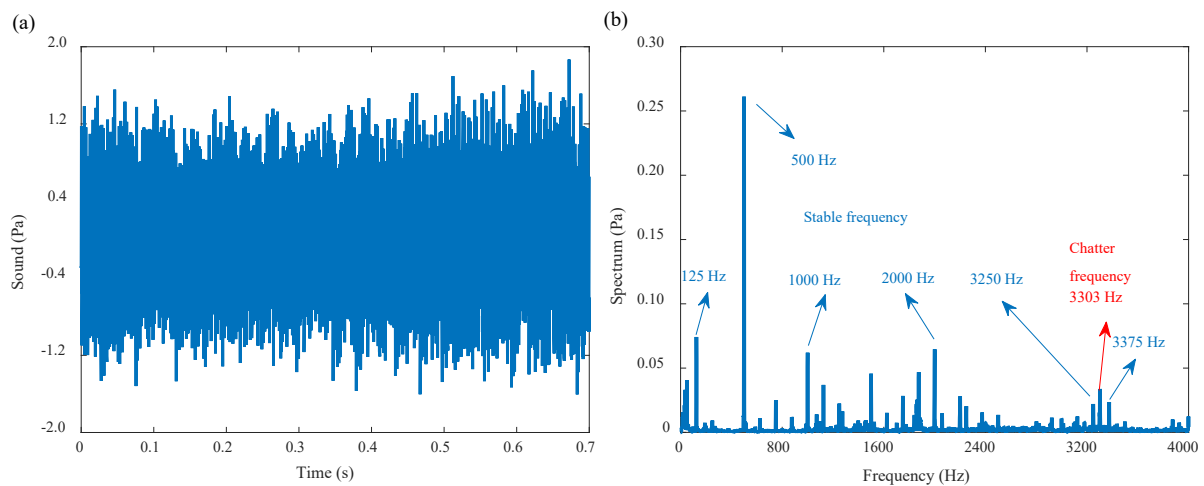 (a)
2.0
1.2
0.4
-0.4
-1.2
-2.0
Sound (Pa)
0
0.1
0.2
0.3
0.4
0.5
0.6
0.7
Time (s)
(b)
0.30
0.25
0.20
0.15
0.10
0.05
0
Spectrum (Pa)
500 Hz
Stable frequency
125 Hz
1000 Hz
2000 Hz
3250 Hz
Chatter
frequency
3303 Hz
3375 Hz
0
800
1600
2400
3200
4000
Frequency (Hz)